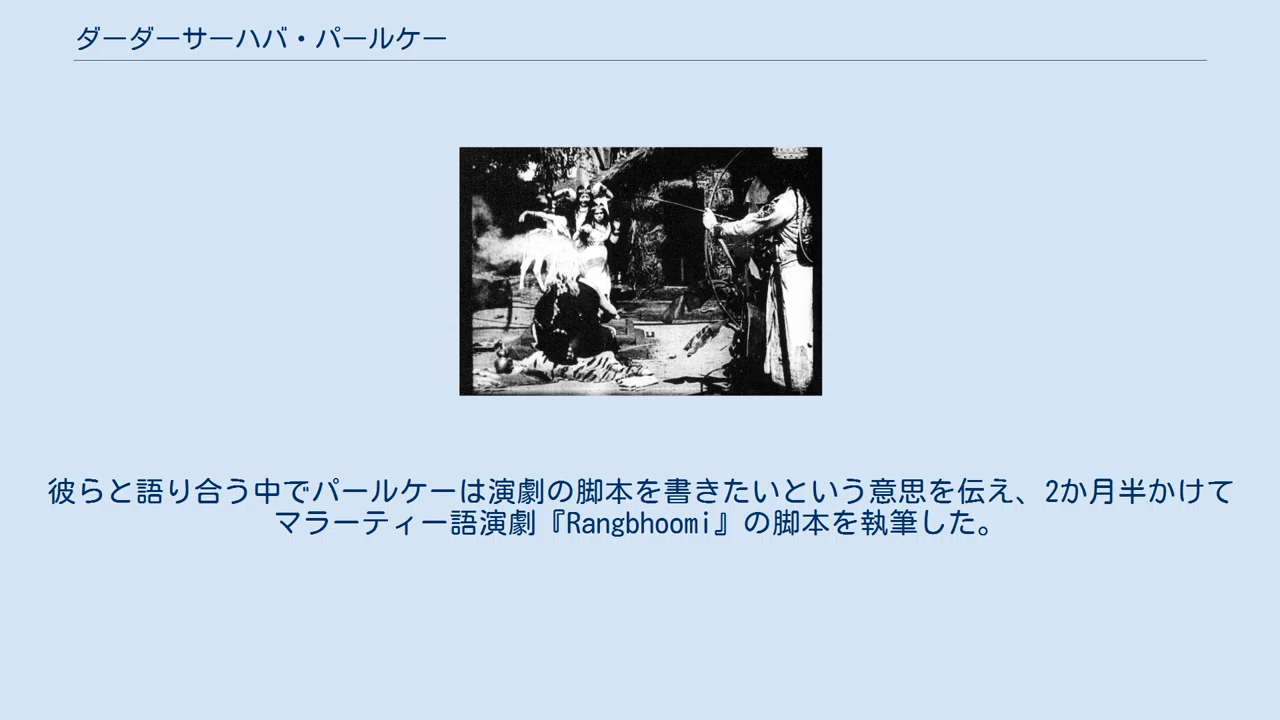 ダーダーサーハバ・パールケー
彼らと語り合う中でパールケーは演劇の脚本を書きたいという意思を伝え、2か月半かけて
マラーティー語演劇『Rangbhoomi』の脚本を執筆した。